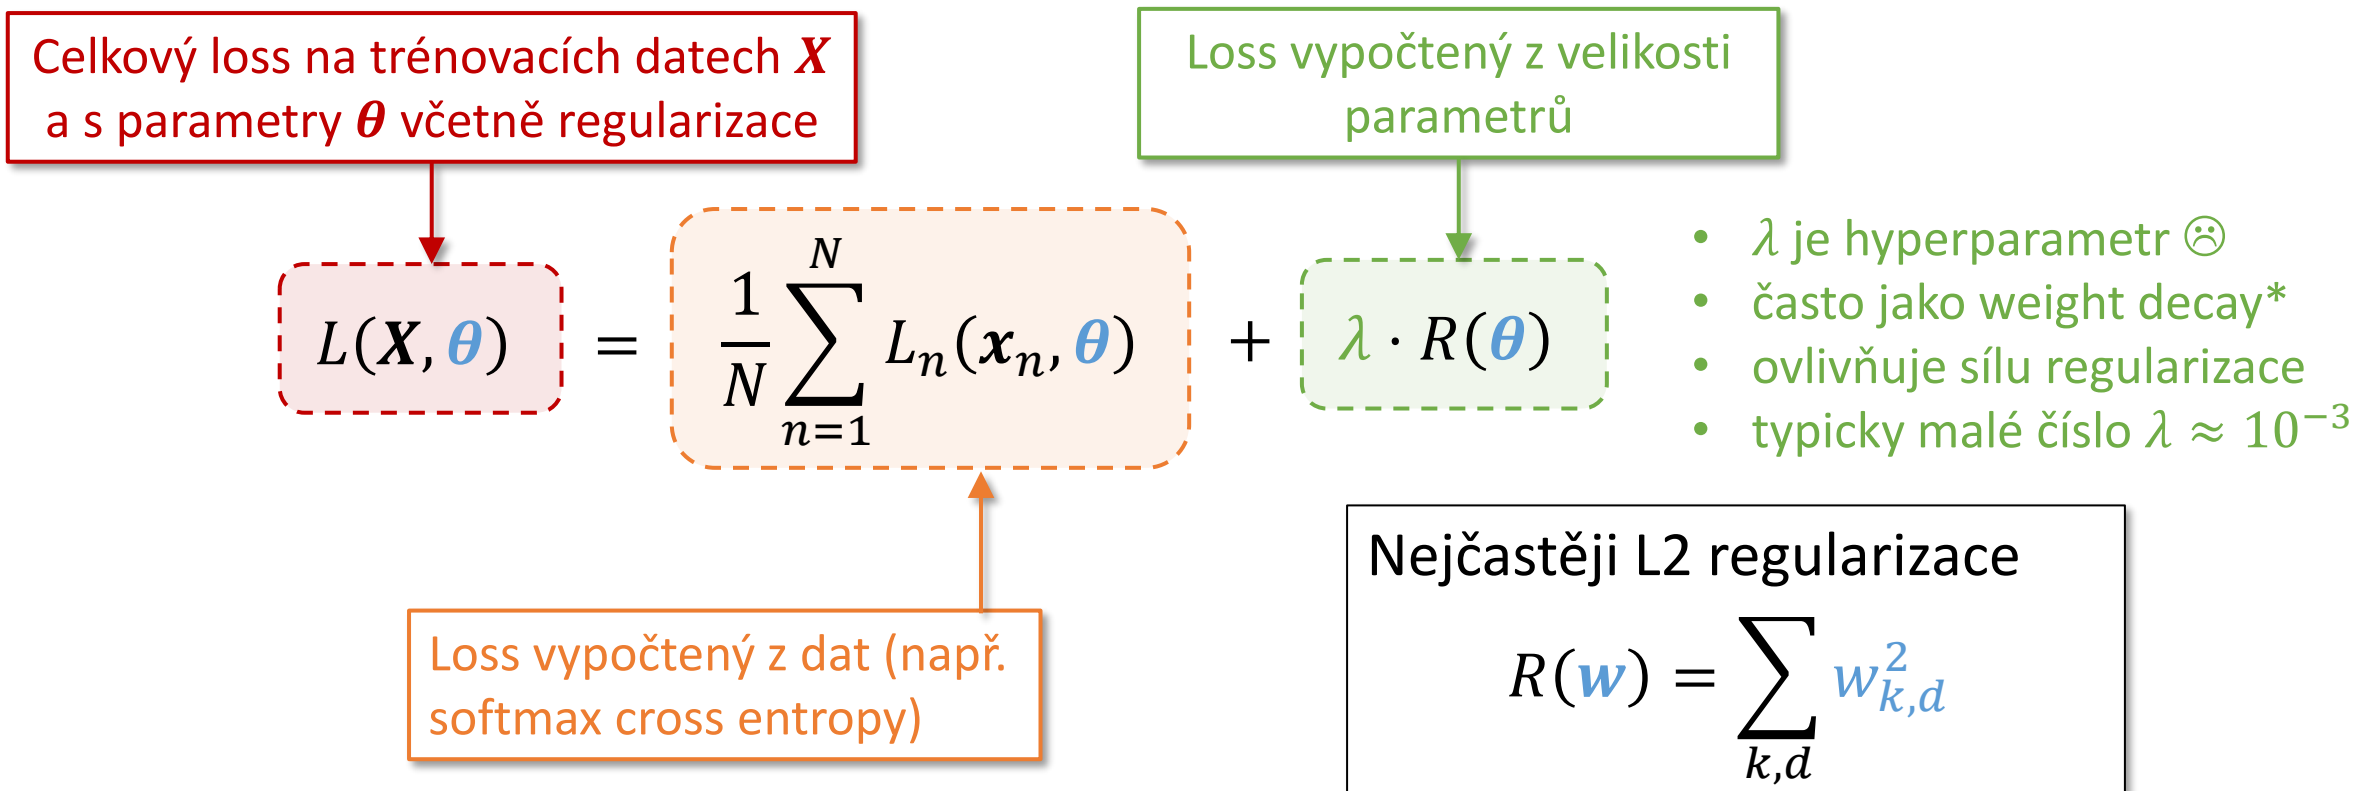 Celkový loss na trénovacích datech X
a s parametry θ včetně regularizace
Loss vypočtený z velikosti
parametrů
L(X, θ) = 1/N ∑_{n=1}^{N} L_n(x_n, θ) + λ · R(θ)
• λ je hyperparametr ☹
• často jako weight decay*
• ovlivňuje sílu regularizace
• typicky malé číslo λ ≈ 10⁻³
Loss vypočtený z dat (např.
softmax cross entropy)
Nejčastěji L2 regularizace
R(w) = ∑_{k,d} w²_{k,d}